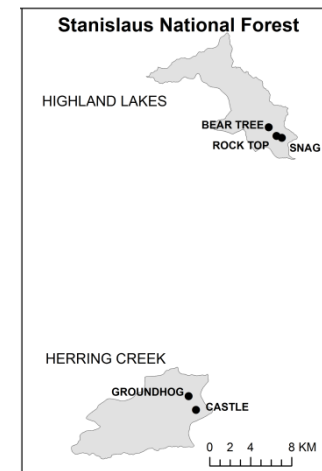 Stanislaus National Forest
HIGHLAND LAKES
BEAR TREE
ROCK TOP
SNAG
HERRING CREEK
GROUNDHOG
CASTLE
0 2 4 8 KM